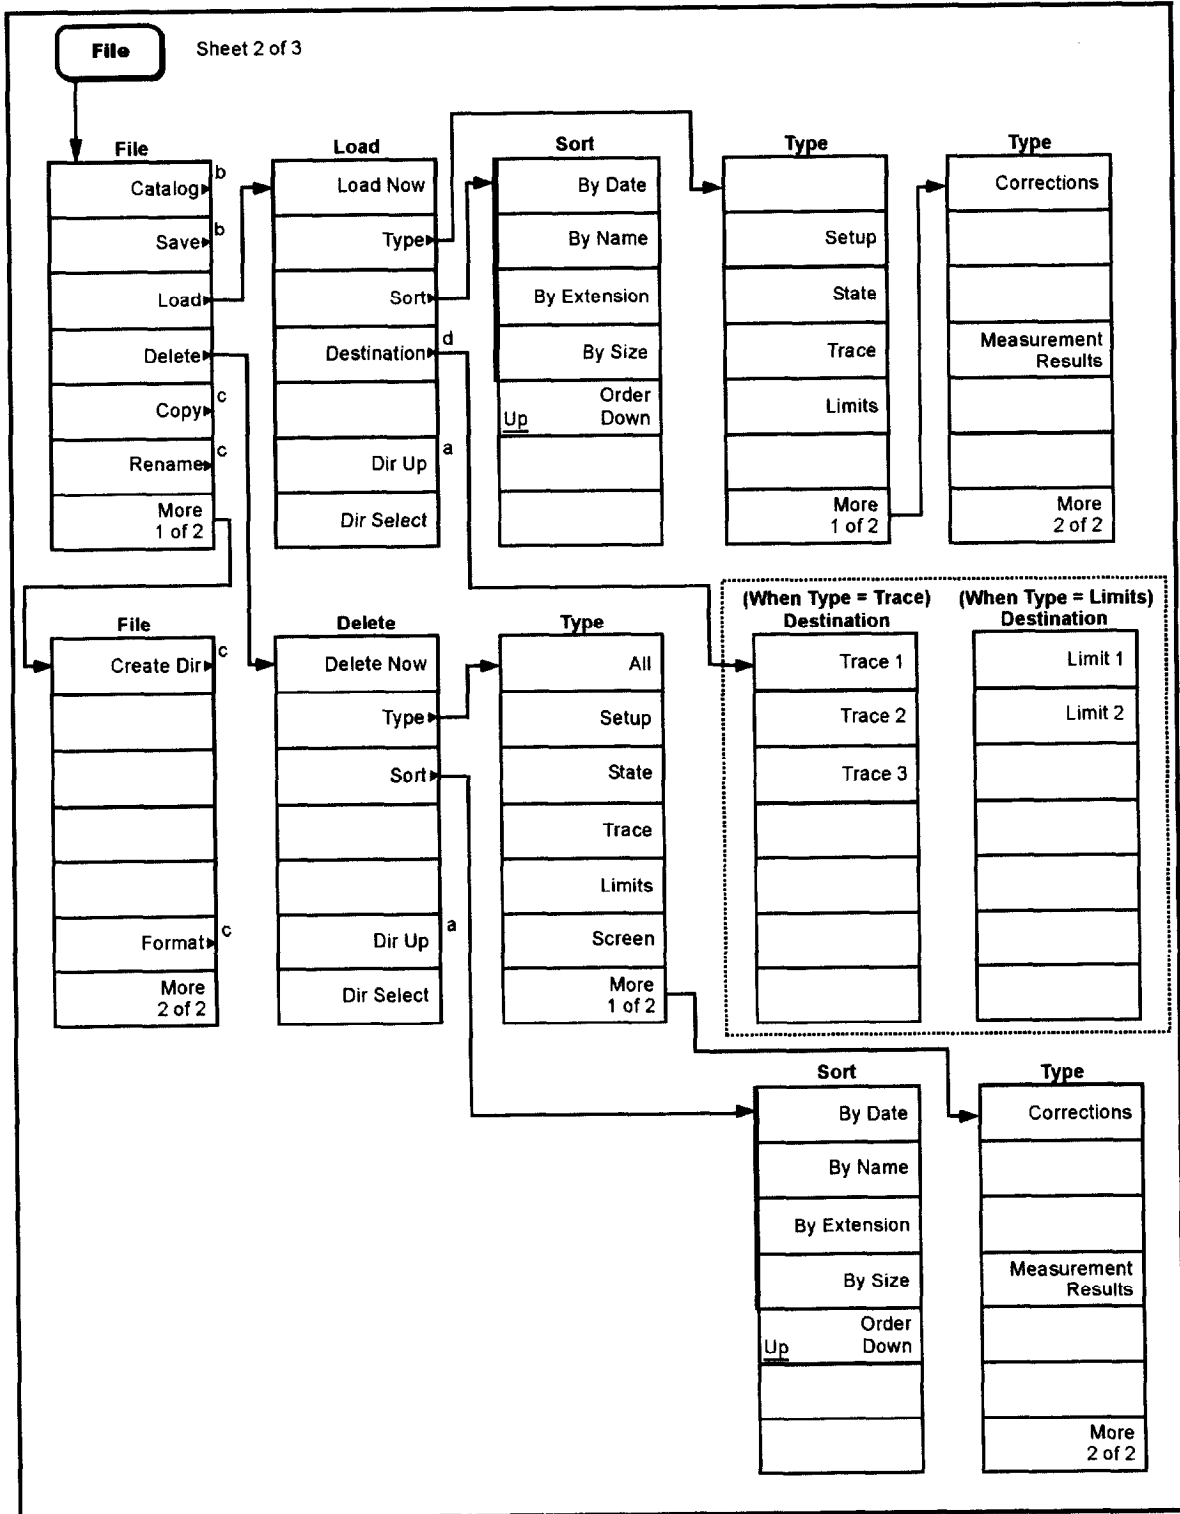 File
Sheet 2 of 3
File
Catalog
b
Save
b
Load
Delete
Copy
c
Rename
c
More
1 of 2
Load
Load Now
Type
Sort
Destination
d
Dir Up
a
Dir Select
Sort
By Date
By Name
By Extension
By Size
Order
Up Down
Type
Setup
State
Trace
Limits
More
1 of 2
Type
Corrections
Measurement
Results
More
2 of 2
File
Create Dir
c
Format
c
More
2 of 2
Delete
Delete Now
Type
Sort
Dir Up
a
Dir Select
Type
All
Setup
State
Trace
Limits
Screen
More
1 of 2
(When Type = Trace)
Destination
Trace 1
Trace 2
Trace 3
(When Type = Limits)
Destination
Limit 1
Limit 2
Sort
By Date
By Name
By Extension
By Size
Order
Up Down
Type
Corrections
Measurement
Results
More
2 of 2